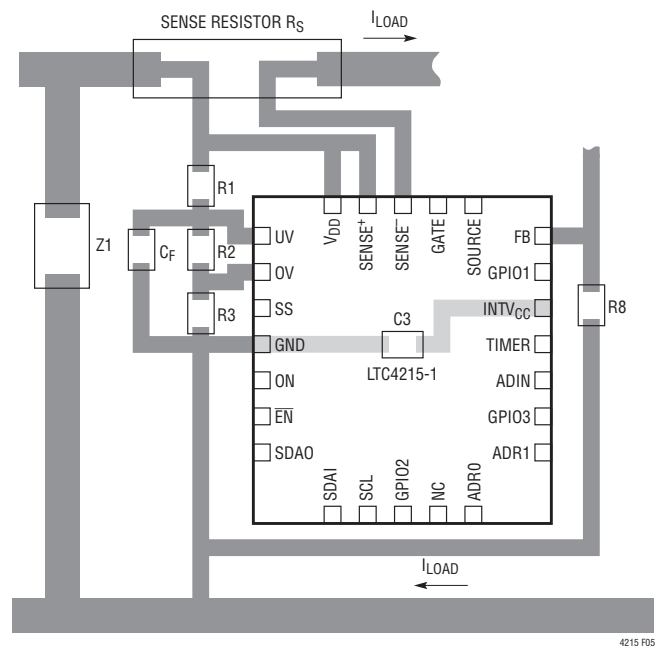 SENSE RESISTOR RS
ILOAD
R1
Z1
CF
R2
R3
R8
UV
OV
SS
GND
ON
EN
SDAO
VDD
SENSE+
SENSE−
GATE
SOURCE
FB
GPIO1
INTVCC
TIMER
ADIN
GPIO3
ADR1
C3
LTC4215-1
SDAI
SCL
GPIO2
NC
ADR0
ILOAD
4215 F05